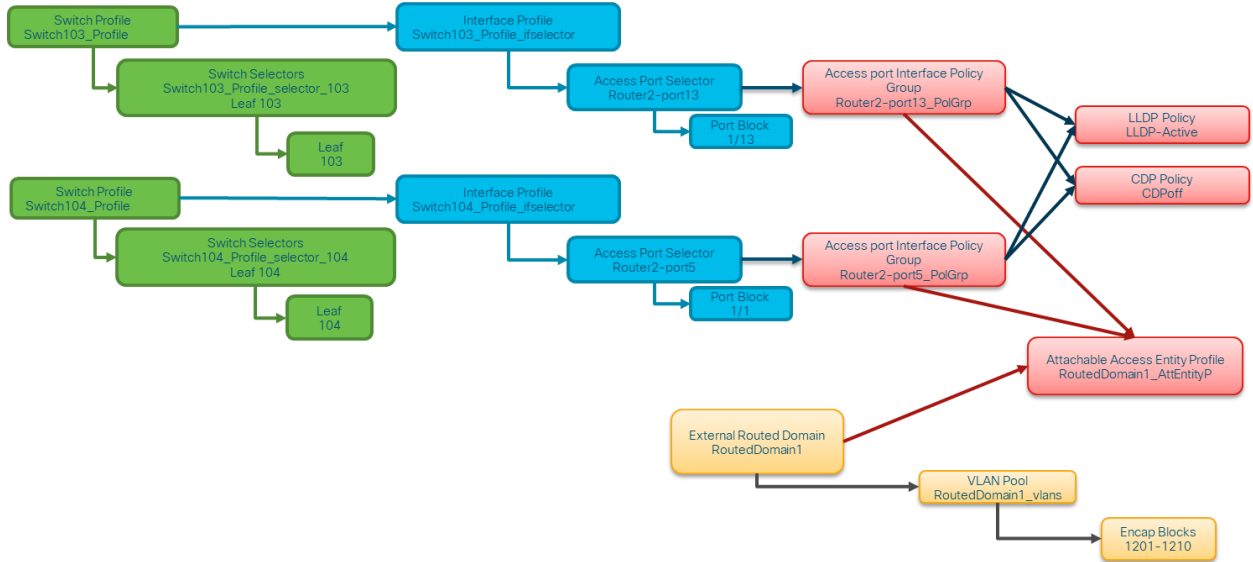 Switch Profile
Switch103_Profile
Interface Profile
Switch103_Profile_ifselector
Switch Selectors
Switch103_Profile_selector_103
Leaf 103
Access Port Selector
Router2-port13
Access port Interface Policy
Group
Router2-port13_PolGrp
LLDP Policy
LLDP-Active
Port Block
1/13
Leaf
103
CDP Policy
CDPoff
Switch Profile
Switch104_Profile
Interface Profile
Switch104_Profile_ifselector
Switch Selectors
Switch104_Profile_selector_104
Leaf 104
Access Port Selector
Router2-port5
Access port Interface Policy
Group
Router2-port5_PolGrp
Port Block
1/1
Leaf
104
Attachable Access Entity Profile
RoutedDomain1_AttEntityP
External Routed Domain
RoutedDomain1
VLAN Pool
RoutedDomain1_vlans
Encap Blocks
1201-1210